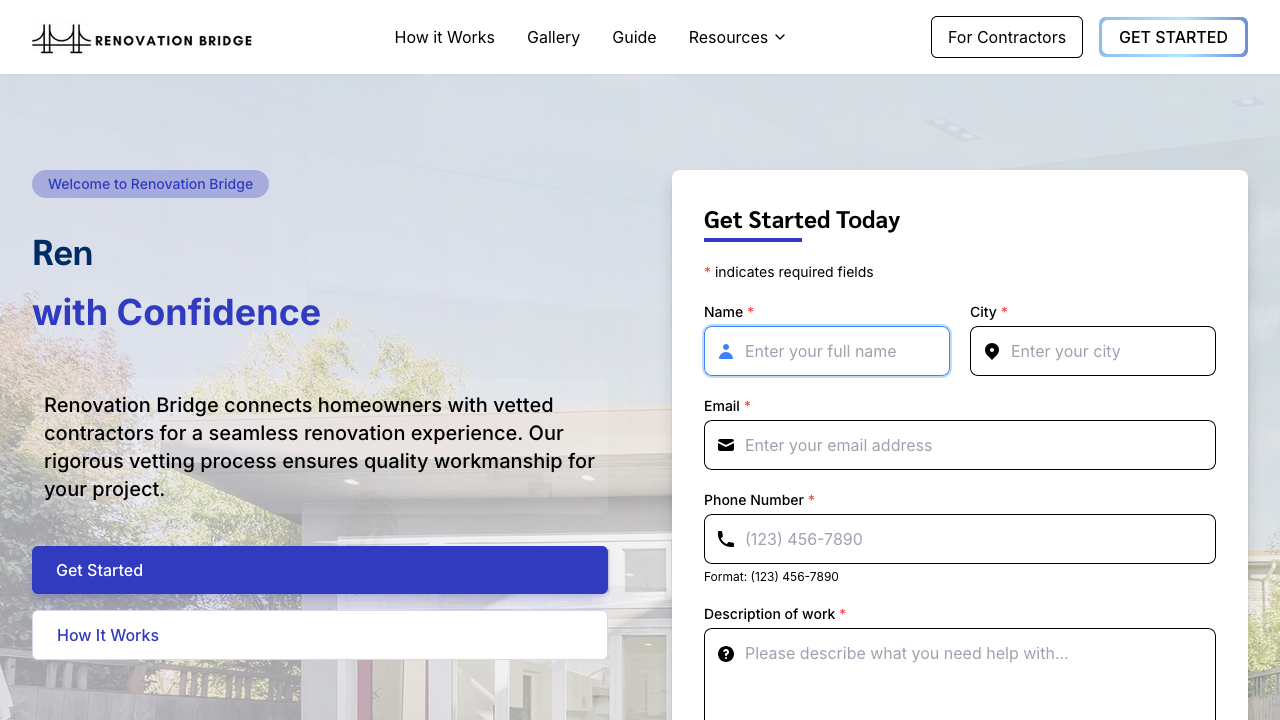 RENOVATION BRIDGE
How it Works
Gallery
Guide
Resources
For Contractors
GET STARTED
Welcome to Renovation Bridge
Ren
with Confidence
Renovation Bridge connects homeowners with vetted
contractors for a seamless renovation experience. Our
rigorous vetting process ensures quality workmanship for
your project.
Get Started
How It Works
Get Started Today
* indicates required fields
Name *
Enter your full name
City *
Enter your city
Email *
Enter your email address
Phone Number *
(123) 456-7890
Format: (123) 456-7890
Description of work *
Please describe what you need help with...